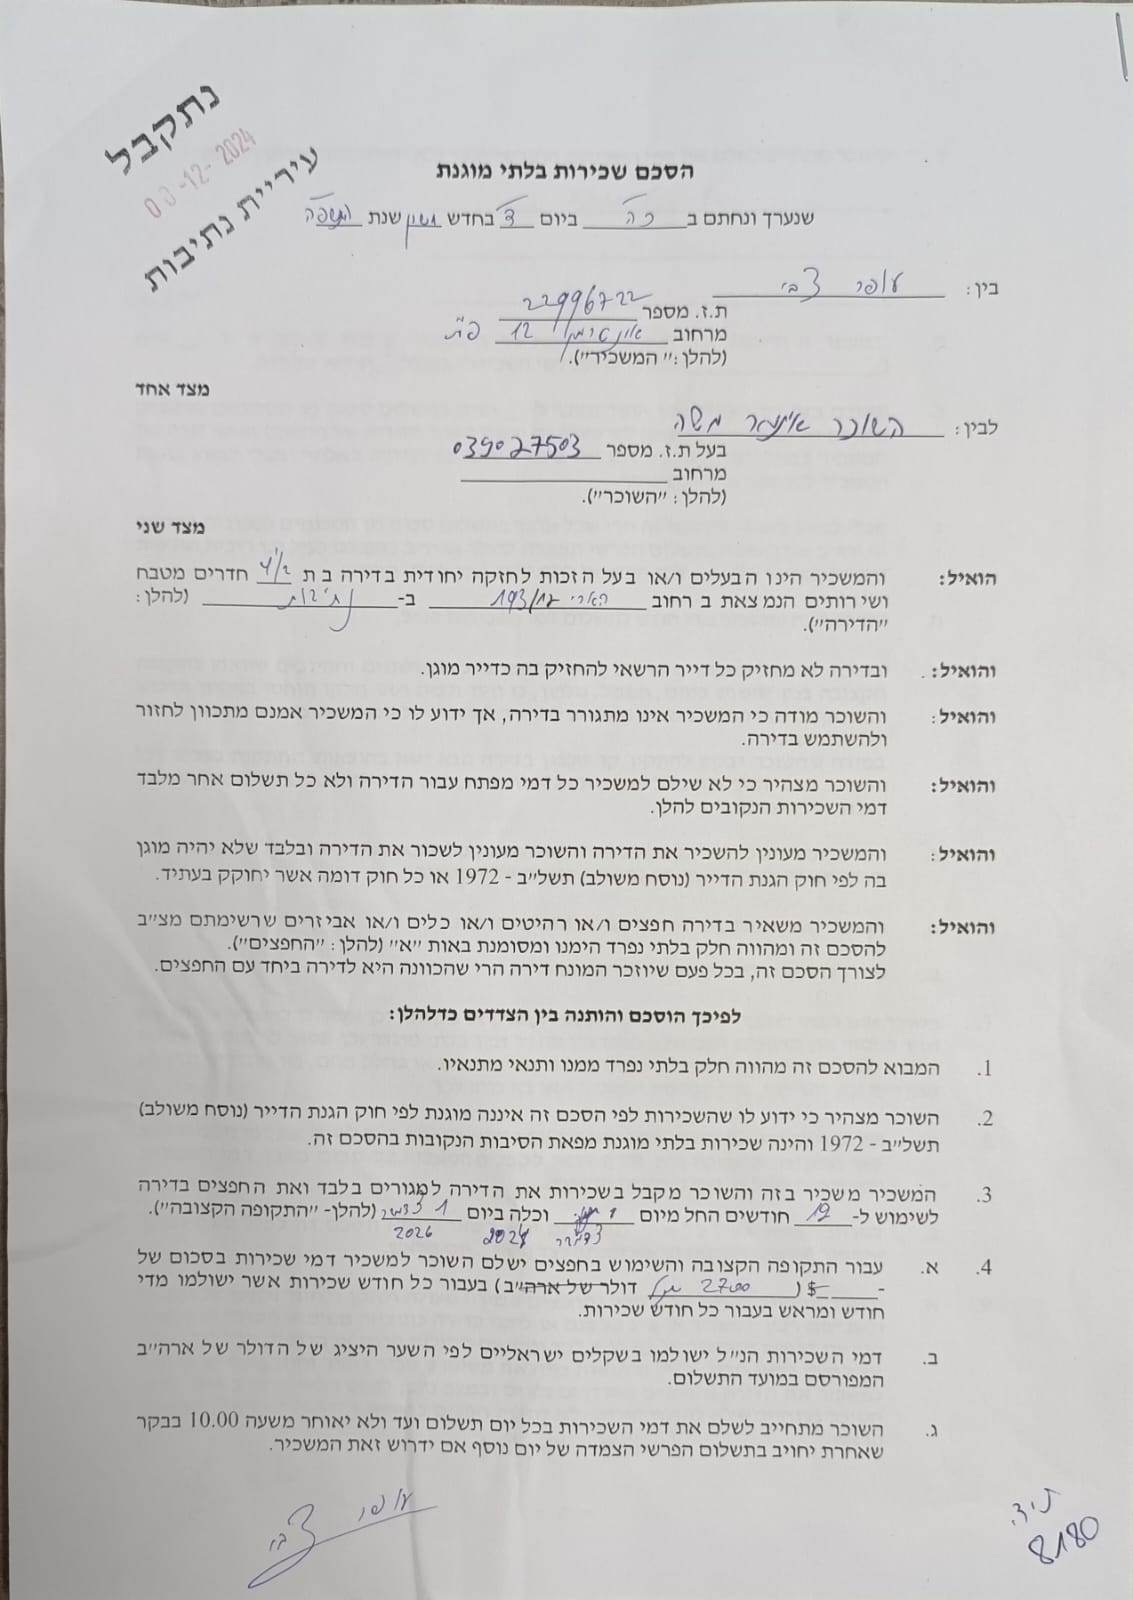 נתקבל
-12- 2024
עיריית נתיבות
הסכם שכירות בלתי מוגנת
שנערך ונחתם ב כה ביום בחדש חשון שנת התשפה
בין: עופר צבי
ת.ז. מספר 22996722
מרחוב 12 פת
(להלן: "המשכיר").
מצד אחד
לבין: השוכר משה
בעל ת.ז. מספר 039027503
מרחוב
(להלן: "השוכר").
מצד שני
הואיל: והמשכיר הינו הבעלים ו/או בעל הזכות לחזקה יחודית בדירה בת חדרים מטבח
ושירותים הנמצאת ב רחוב הארי 193/17 ב- נתיבות (להלן:
"הדירה").
והואיל: ובדירה לא מחזיק כל דייר הרשאי להחזיק בה כדייר מוגן.
והואיל: והשוכר מודה כי המשכיר אינו מתגורר בדירה, אך ידוע לו כי המשכיר אמנם מתכוון לחזור
ולהשתמש בדירה.
והואיל: והשוכר מצהיר כי לא שילם למשכיר כל דמי מפתח עבור הדירה ולא כל תשלום אחר מלבד
דמי השכירות הנקובים להלן.
והואיל: והמשכיר מעונין להשכיר את הדירה והשוכר מעונין לשכור את הדירה ובלבד שלא יהיה מוגן
בה לפי חוק הגנת הדייר (נוסח משולב) תשל"ב - 1972 או כל חוק דומה אשר יחוקק בעתיד.
והואיל: והמשכיר משאיר בדירה חפצים ו/או רהיטים ו/או כלים ו/או אביזרים שרשימתם מצ"ב
להסכם זה ומהווה חלק בלתי נפרד הימנו ומסומנת באות "א" (להלן: "החפצים").
לצורך הסכם זה, בכל פעם שיוזכר המונח דירה הרי שהכוונה היא לדירה ביחד עם החפצים.
לפיכך הוסכם והותנה בין הצדדים כדלהלן:
1. המבוא להסכם זה מהווה חלק בלתי נפרד ממנו ותנאי מתנאיו.
2. השוכר מצהיר כי ידוע לו שהשכירות לפי הסכם זה איננה מוגנת לפי חוק הגנת הדייר (נוסח משולב)
תשל"ב - 1972 והינה שכירות בלתי מוגנת מפאת הסיבות הנקובות בהסכם זה.
3. המשכיר משכיר בזה והשוכר מקבל בשכירות את הדירה למגורים בלבד ואת החפצים בדירה
לשימוש ל- 12 חודשים החל מיום 1 וכלה ביום 1 דצמבר (להלן- "התקופה הקצובה").
דצמבר 2024 2026
4. א. עבור התקופה הקצובה והשימוש בחפצים ישלם השוכר למשכיר דמי שכירות בסכום של
-_____$ (2700 דולר של ארה"ב) בעבור כל חודש שכירות אשר ישולמו מדי
חודש ומראש בעבור כל חודש שכירות.
ב. דמי השכירות הנ"ל ישולמו בשקלים ישראליים לפי השער היציג של הדולר של ארה"ב
המפורסם במועד התשלום.
ג. השוכר מתחייב לשלם את דמי השכירות בכל יום תשלום ועד ולא יאוחר משעה 10.00 בבקר
שאחרת יחויב בתשלום הפרשי הצמדה של יום נוסף אם ידרוש זאת המשכיר.
עופר צבי
ת.ד.
8180